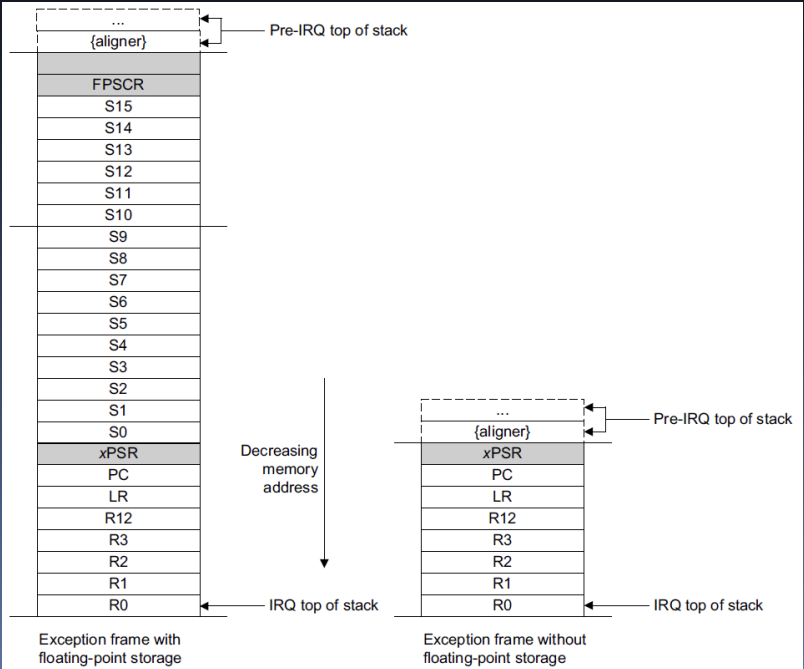 ...
{aligner}
Pre-IRQ top of stack
FPSCR
S15
S14
S13
S12
S11
S10
S9
S8
S7
S6
S5
S4
S3
S2
S1
S0
xPSR
PC
LR
R12
R3
R2
R1
R0
IRQ top of stack
Exception frame with
floating-point storage
Decreasing
memory
address
...
{aligner}
Pre-IRQ top of stack
xPSR
PC
LR
R12
R3
R2
R1
R0
IRQ top of stack
Exception frame without
floating-point storage